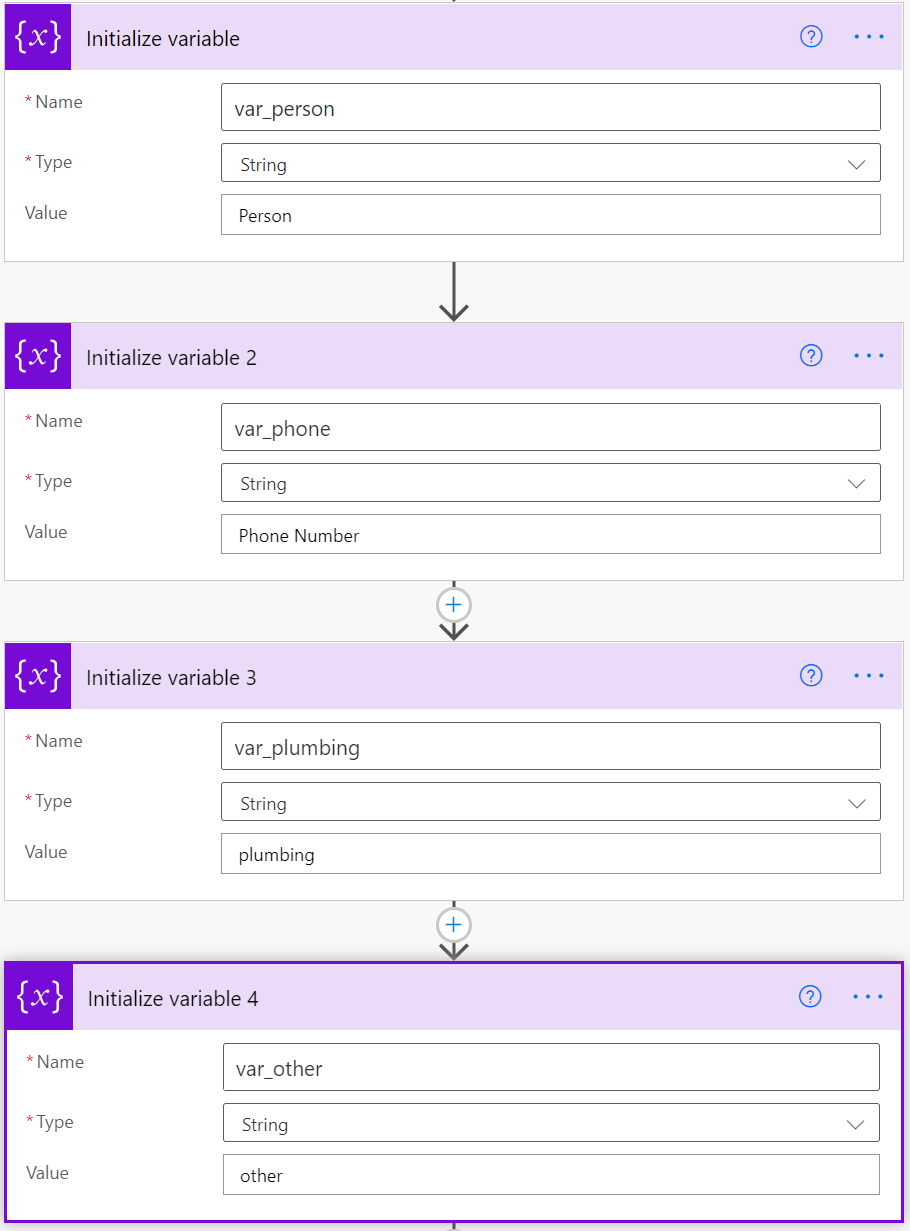 {x} Initialize variable ? ...
* Name var_person
* Type String
Value Person
{x} Initialize variable 2 ? ...
* Name var_phone
* Type String
Value Phone Number
+
{x} Initialize variable 3 ? ...
* Name var_plumbing
* Type String
Value plumbing
+
{x} Initialize variable 4 ? ...
* Name var_other
* Type String
Value other